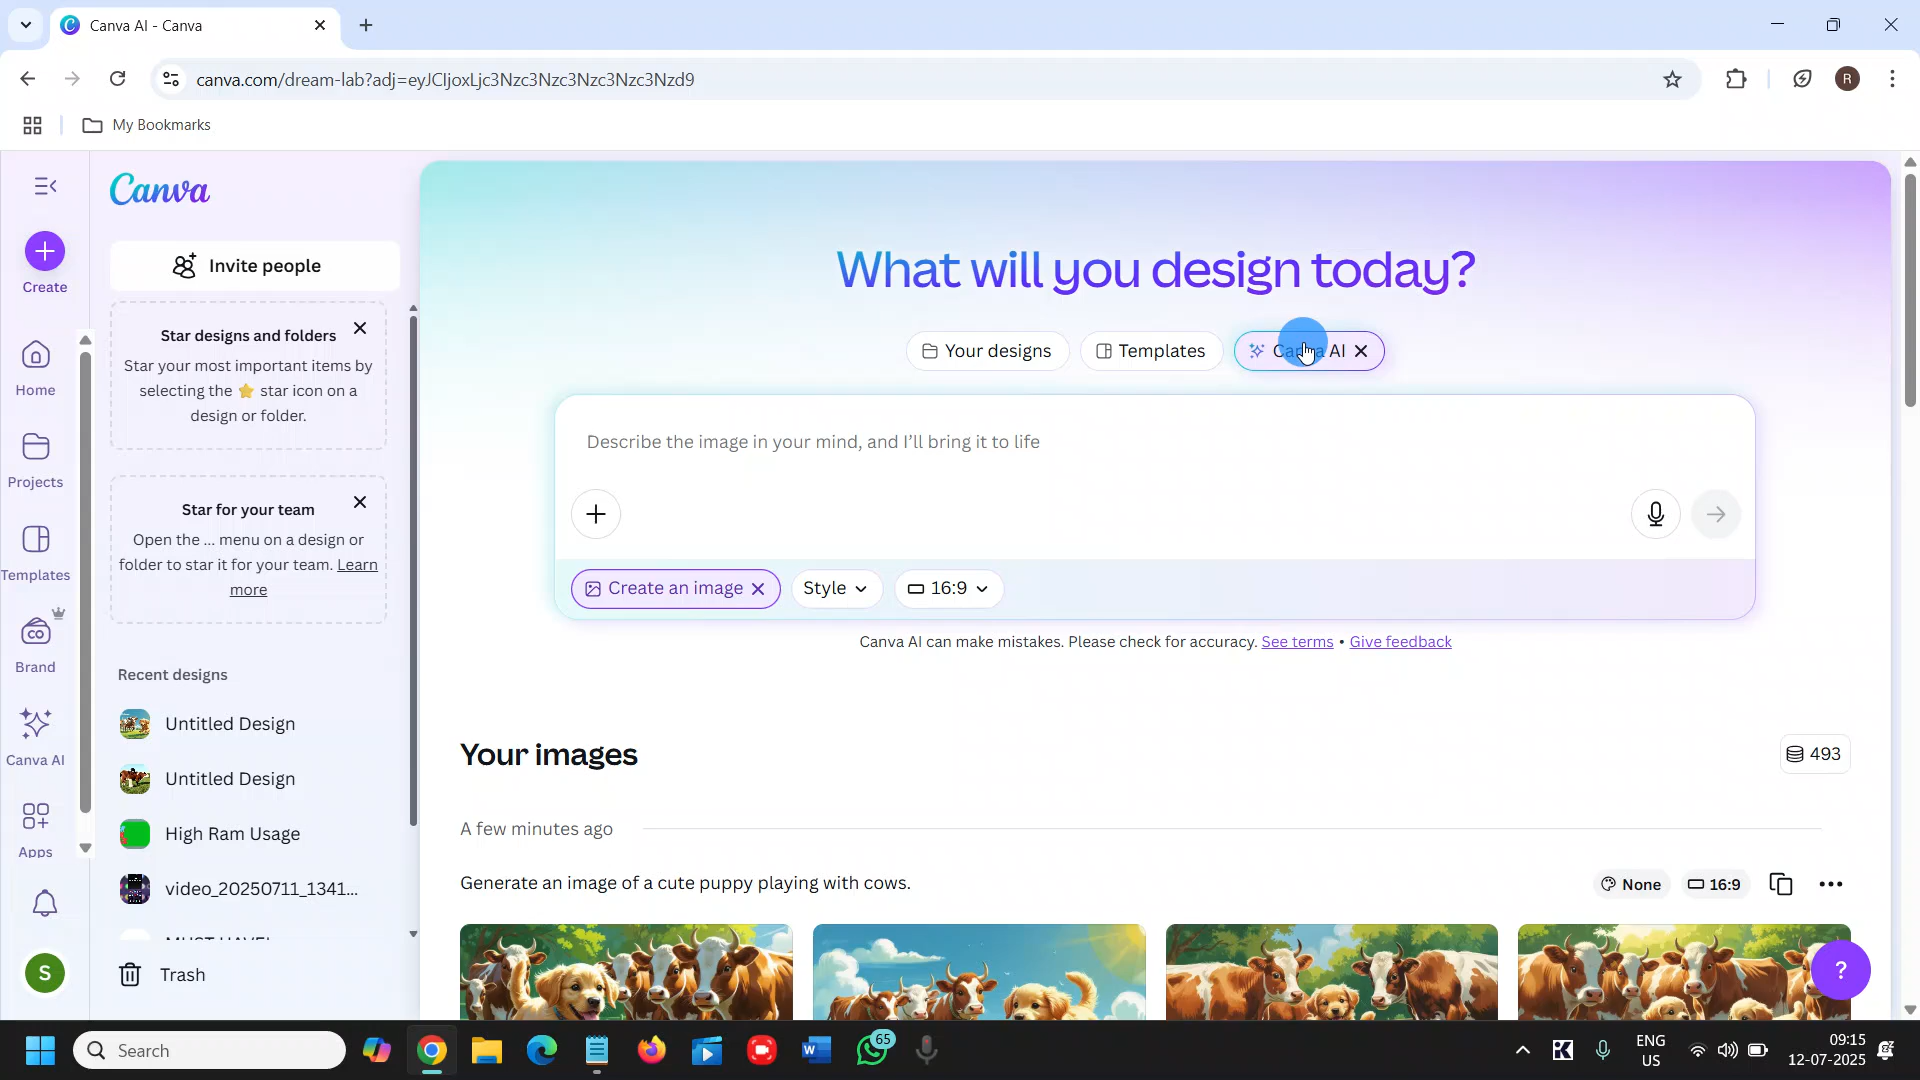 Canva AI - Canva
canva.com/dream-lab?adj=eyJCIjoxLjc3Nzc3Nzc3Nzc3Nzc3Nzd9
R
My Bookmarks
Canva
Create
Invite people
Star designs and folders
Star your most important items by
selecting the ⭐ star icon on a
design or folder.
Home
Projects
Star for your team
Open the ... menu on a design or
folder to star it for your team. Learn
more
Templates
Brand
Recent designs
Untitled Design
Canva AI
Untitled Design
High Ram Usage
Apps
video_20250711_1341...
Trash
S
What will you design today?
Your designs
Templates
Canva AI
Describe the image in your mind, and I'll bring it to life
Create an image
Style
16:9
Canva AI can make mistakes. Please check for accuracy. See terms • Give feedback
Your images
493
A few minutes ago
Generate an image of a cute puppy playing with cows.
None
16:9
?
Search
65
ENG
US
09:15
12-07-2025